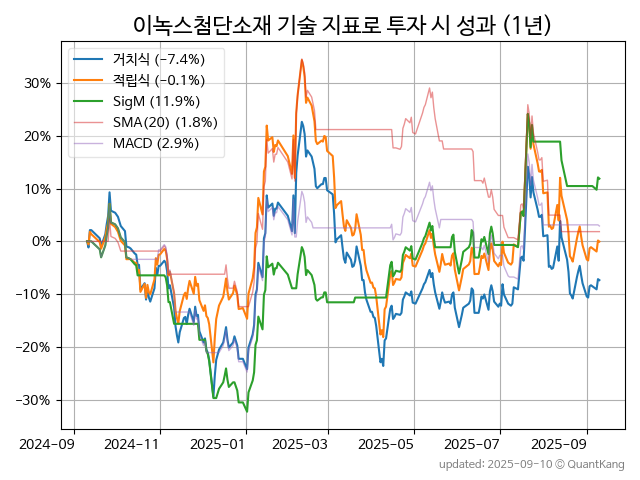 이녹스첨단소재 기술 지표로 투자 시 성과 (1년)
거치식 (−7.4%)
적립식 (−0.1%)
SigM (11.9%)
SMA(20) (1.8%)
MACD (2.9%)
30%
20%
10%
0%
−10%
−20%
−30%
2024-09 2024-11 2025-01 2025-03 2025-05 2025-07 2025-09
updated: 2025-09-10 © QuantKang